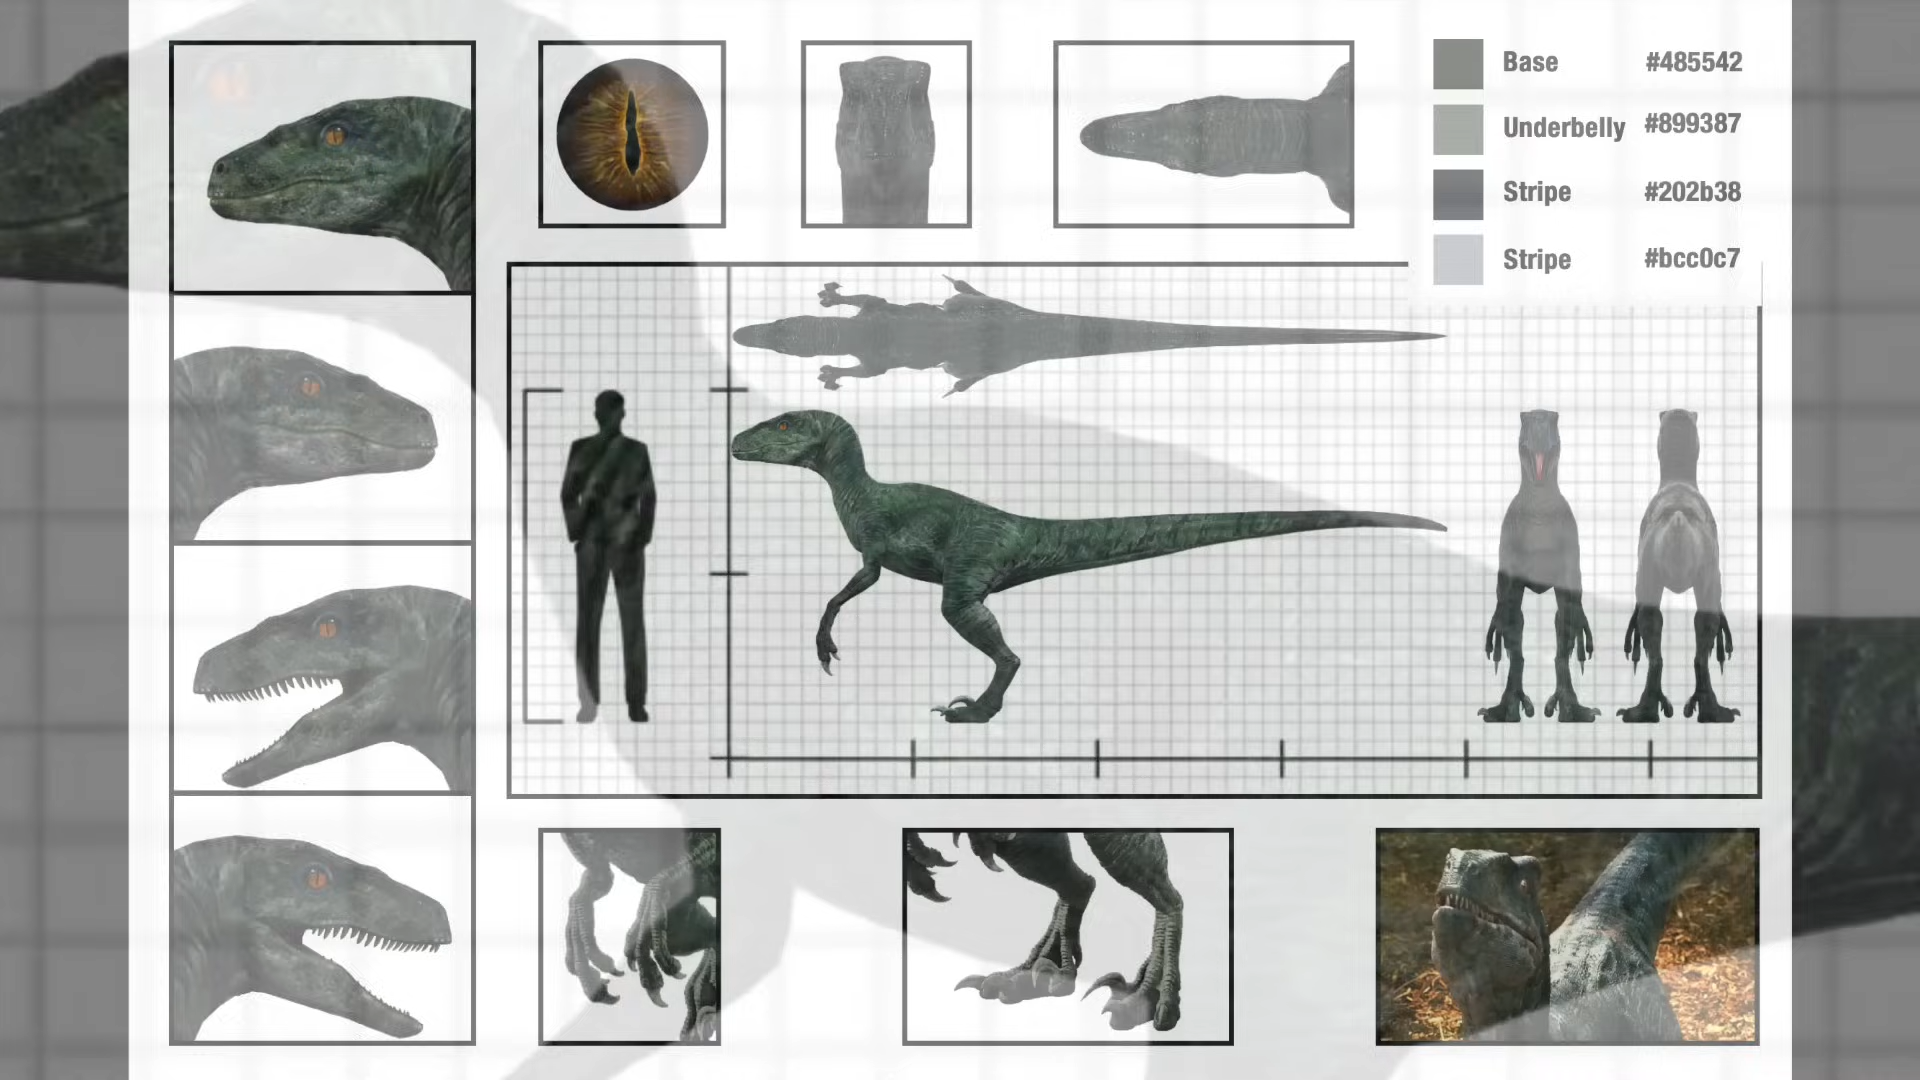 Base #485542
Underbelly #899387
Stripe #202b38
Stripe #bcc0c7